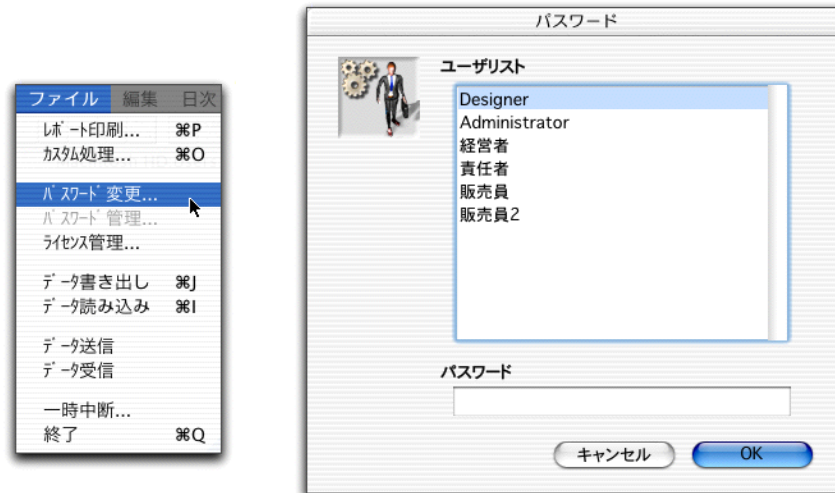 ファイル 編集 日次
レポート印刷... ⌘P
カスタム処理... ⌘O
パスワード変更...
パスワード管理...
ライセンス管理...
データ書き出し ⌘J
データ読み込み ⌘I
データ送信
データ受信
一時中断...
終了 ⌘Q
パスワード
ユーザリスト
Designer
Administrator
経営者
責任者
販売員
販売員2
パスワード
キャンセル OK